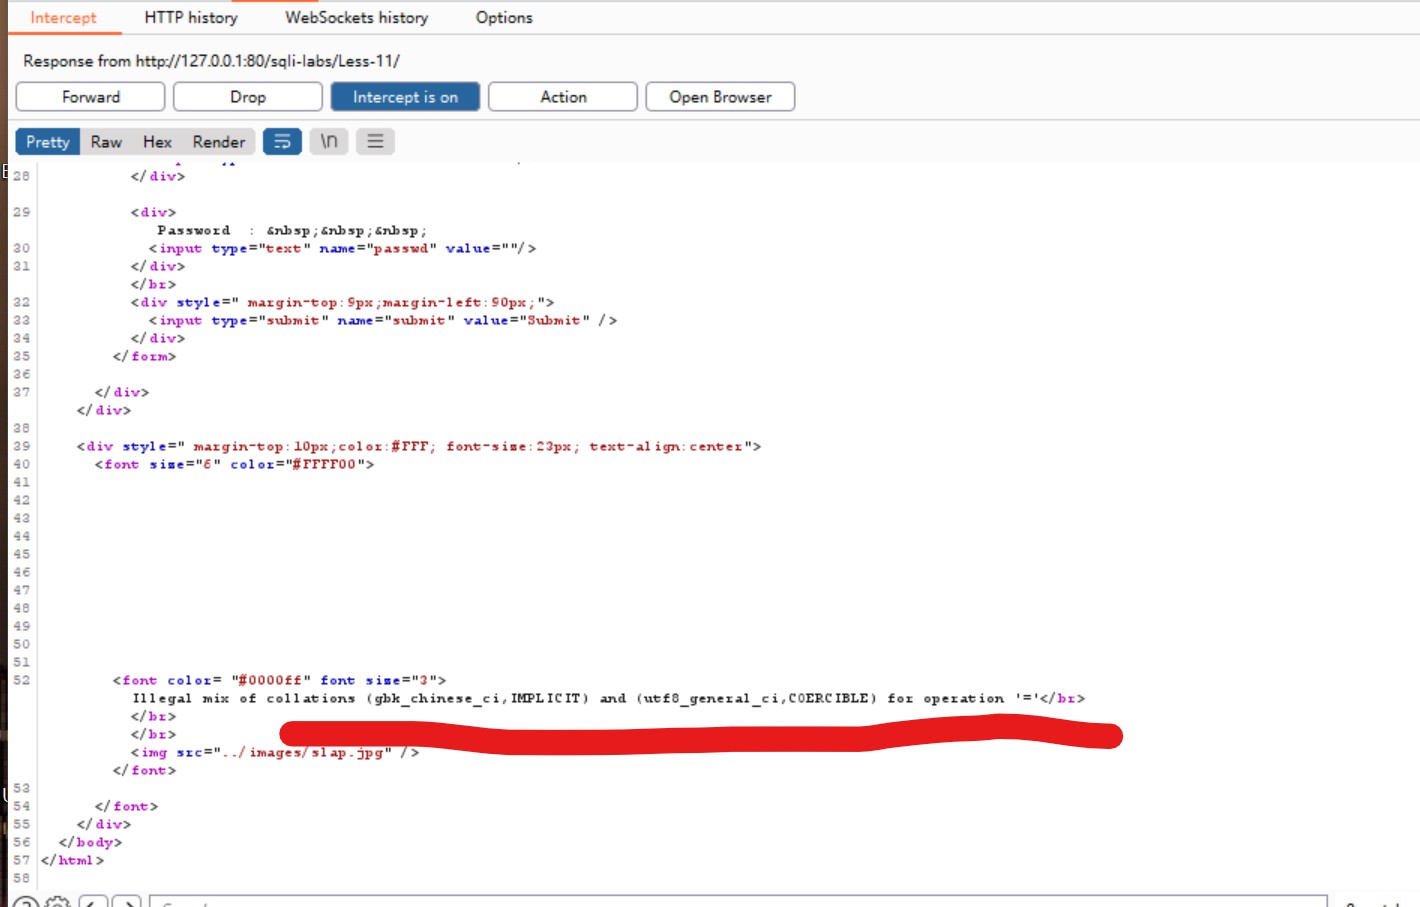 Intercept HTTP history WebSockets history Options
Response from http://127.0.0.1:80/sqli-labs/Less-11/
Forward Drop Intercept is on Action Open Browser
Pretty Raw Hex Render \n
28 </div>
29 <div>
Password : &nbsp;&nbsp;&nbsp;
30 <input type="text" name="passwd" value=""/>
31 </div>
</br>
32 <div style=" margin-top:9px;margin-left:90px;">
33 <input type="submit" name="submit" value="Submit" />
34 </div>
35 </form>
36
37 </div>
</div>
38
39 <div style=" margin-top:10px;color:#FFF; font-size:23px; text-align:center">
40 <font size="6" color="#FFFF00">
41
42
43
44
45
46
47
48
49
50
51
52 <font color= "#0000ff" font size="3">
Illegal mix of collations (gbk_chinese_ci,IMPLICIT) and (utf8_general_ci,COERCIBLE) for operation '='</br>
</br>
</br>
<img src="../images/slap.jpg" />
</font>
53
54 </font>
55 </div>
56 </body>
57 </html>
58